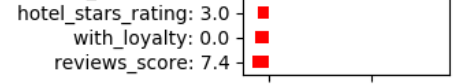 hotel_stars_rating: 3.0
with_loyalty: 0.0
reviews_score: 7.4